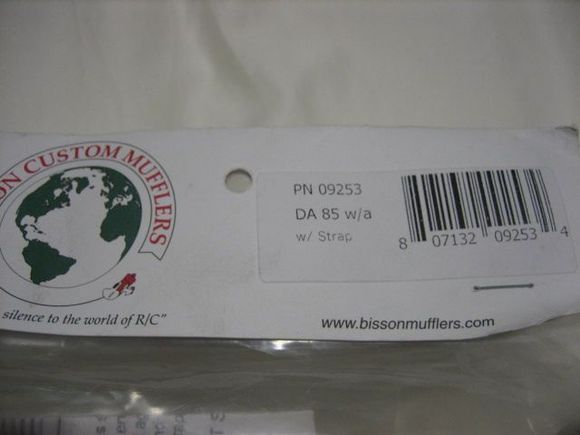 ON CUSTOM MUFFLERS
silence to the world of R/C"
PN 09253
DA 85 w/a
w/ Strap
8 07132 09253 4
www.bissonmufflers.com